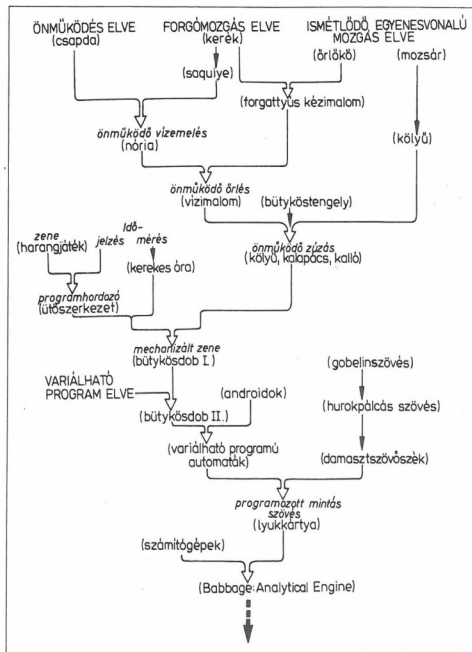 ÖNMŰKÖDÉS ELVE
(csapda)
FORGÓMOZGÁS ELVE
(kerék)
ISMÉTLŐDŐ, EGYENESVONALÚ
MOZGÁS ELVE
(őrlőkő)
(mozsár)
(saquiye)
(forgattyús kézimalom)
önműködő vízemelés
(nória)
(kölyű)
önműködő őrlés
(vízimalom)
(bütyköstengely)
önműködő zúzás
(kölyű, kalapács, kalló)
zene
(harangjáték)
jelzés
Idő-
mérés
(kerekes óra)
programhordozó
(ütőszerkezet)
mechanizált zene
(bütykösdob I.)
(gobelinszövés)
VARIÁLHATÓ
PROGRAM ELVE
(androidok)
(hurokpálcás szövés)
(bütykösdob II.)
(variálható programú
automaták)
(damasztszövőszék)
programozott mintás
szövés
(lyukkártya)
(számítógépek)
(Babbage: Analytical Engine)